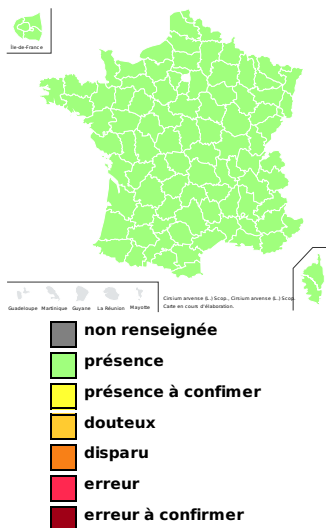 Île-de-France
Guadeloupe Martinique Guyane La Réunion Mayotte
Cirsium arvense (L.) Scop., Cirsium arvense (L.) Scop.
Carte en cours d'élaboration.
non renseignée
présence
présence à confimer
douteux
disparu
erreur
erreur à confirmer